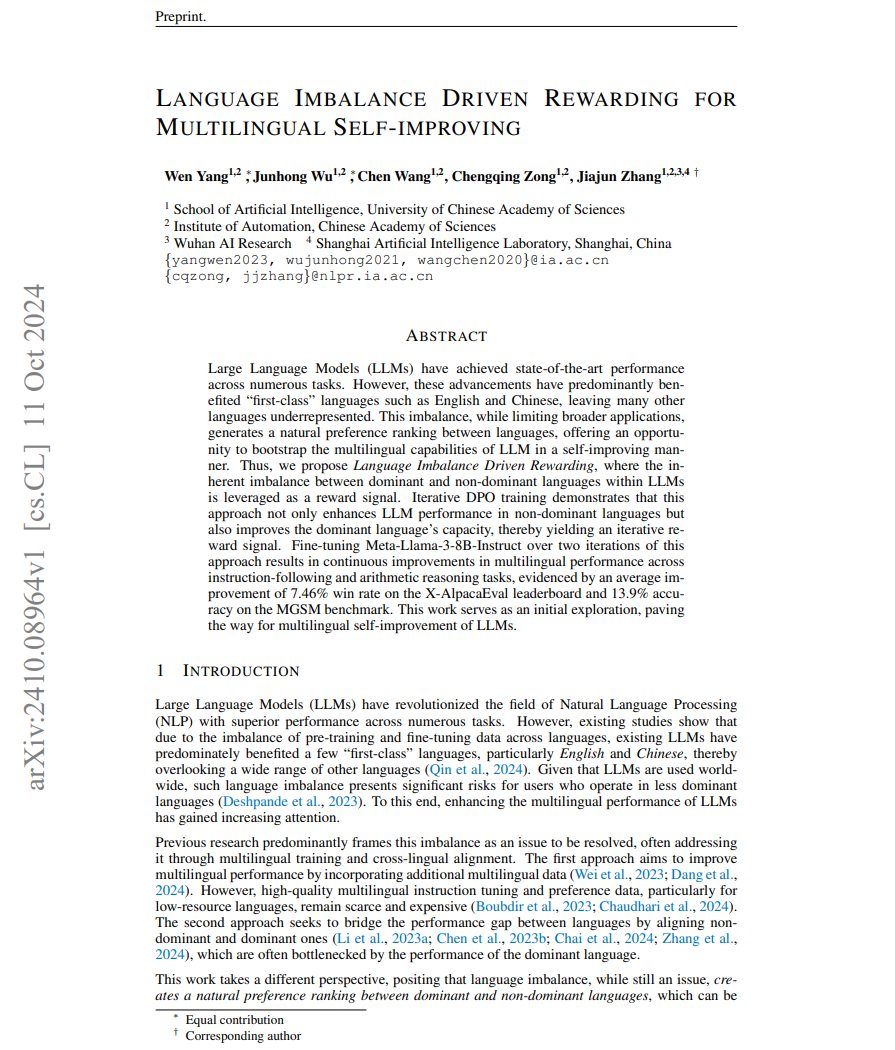 Preprint.
LANGUAGE IMBALANCE DRIVEN REWARDING FOR
MULTILINGUAL SELF-IMPROVING
Wen Yang1,2 *, Junhong Wu1,2 *, Chen Wang1,2, Chengqing Zong1,2, Jiajun Zhang1,2,3,4 †
1 School of Artificial Intelligence, University of Chinese Academy of Sciences
2 Institute of Automation, Chinese Academy of Sciences
3 Wuhan AI Research 4 Shanghai Artificial Intelligence Laboratory, Shanghai, China
{yangwen2023, wujunhong2021, wangchen2020}@ia.ac.cn
{cqzong, jjzhang}@nlpr.ia.ac.cn
arXiv:2410.08964v1 [cs.CL] 11 Oct 2024
ABSTRACT
Large Language Models (LLMs) have achieved state-of-the-art performance
across numerous tasks. However, these advancements have predominantly ben-
efited “first-class” languages such as English and Chinese, leaving many other
languages underrepresented. This imbalance, while limiting broader applications,
generates a natural preference ranking between languages, offering an opportu-
nity to bootstrap the multilingual capabilities of LLM in a self-improving man-
ner. Thus, we propose Language Imbalance Driven Rewarding, where the in-
herent imbalance between dominant and non-dominant languages within LLMs
is leveraged as a reward signal. Iterative DPO training demonstrates that this
approach not only enhances LLM performance in non-dominant languages but
also improves the dominant language’s capacity, thereby yielding an iterative re-
ward signal. Fine-tuning Meta-Llama-3-8B-Instruct over two iterations of this
approach results in continuous improvements in multilingual performance across
instruction-following and arithmetic reasoning tasks, evidenced by an average im-
provement of 7.46% win rate on the X-AlpacaEval leaderboard and 13.9% accu-
racy on the MGSM benchmark. This work serves as an initial exploration, paving
the way for multilingual self-improvement of LLMs.
1 INTRODUCTION
Large Language Models (LLMs) have revolutionized the field of Natural Language Processing
(NLP) with superior performance across numerous tasks. However, existing studies show that
due to the imbalance of pre-training and fine-tuning data across languages, existing LLMs have
predominately benefited a few “first-class” languages, particularly English and Chinese, thereby
overlooking a wide range of other languages (Qin et al., 2024). Given that LLMs are used world-
wide, such language imbalance presents significant risks for users who operate in less dominant
languages (Deshpande et al., 2023). To this end, enhancing the multilingual performance of LLMs
has gained increasing attention.
Previous research predominantly frames this imbalance as an issue to be resolved, often addressing
it through multilingual training and cross-lingual alignment. The first approach aims to improve
multilingual performance by incorporating additional multilingual data (Wei et al., 2023; Dang et al.,
2024). However, high-quality multilingual instruction tuning and preference data, particularly for
low-resource languages, remain scarce and expensive (Boubdir et al., 2023; Chaudhari et al., 2024).
The second approach seeks to bridge the performance gap between languages by aligning non-
dominant and dominant ones (Li et al., 2023a; Chen et al., 2023b; Chai et al., 2024; Zhang et al.,
2024), which are often bottlenecked by the performance of the dominant language.
This work takes a different perspective, positing that language imbalance, while still an issue, cre-
ates a natural preference ranking between dominant and non-dominant languages, which can be
* Equal contribution
† Corresponding author